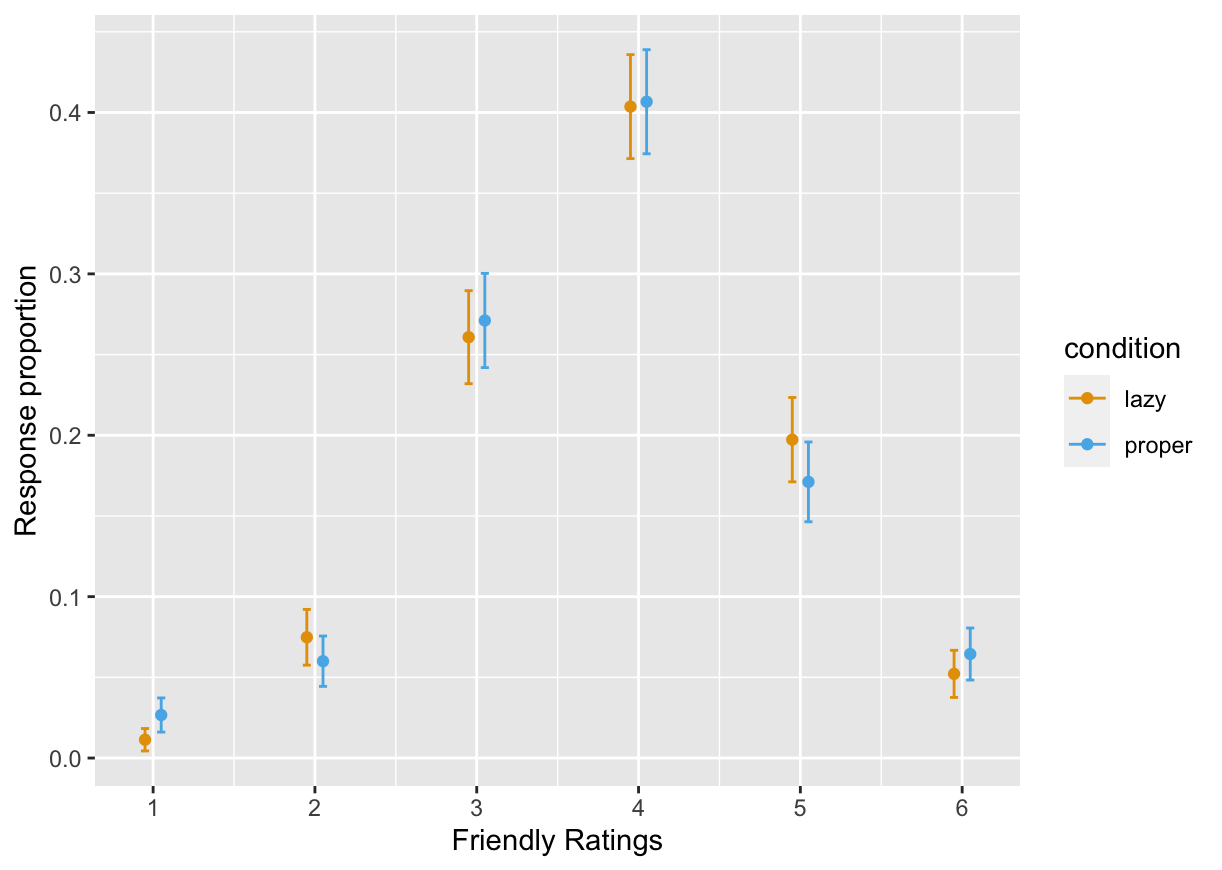 0.4
0.3
0.2
0.1
0.0
Response proportion
1 2 3 4 5 6
Friendly Ratings
condition
lazy
proper